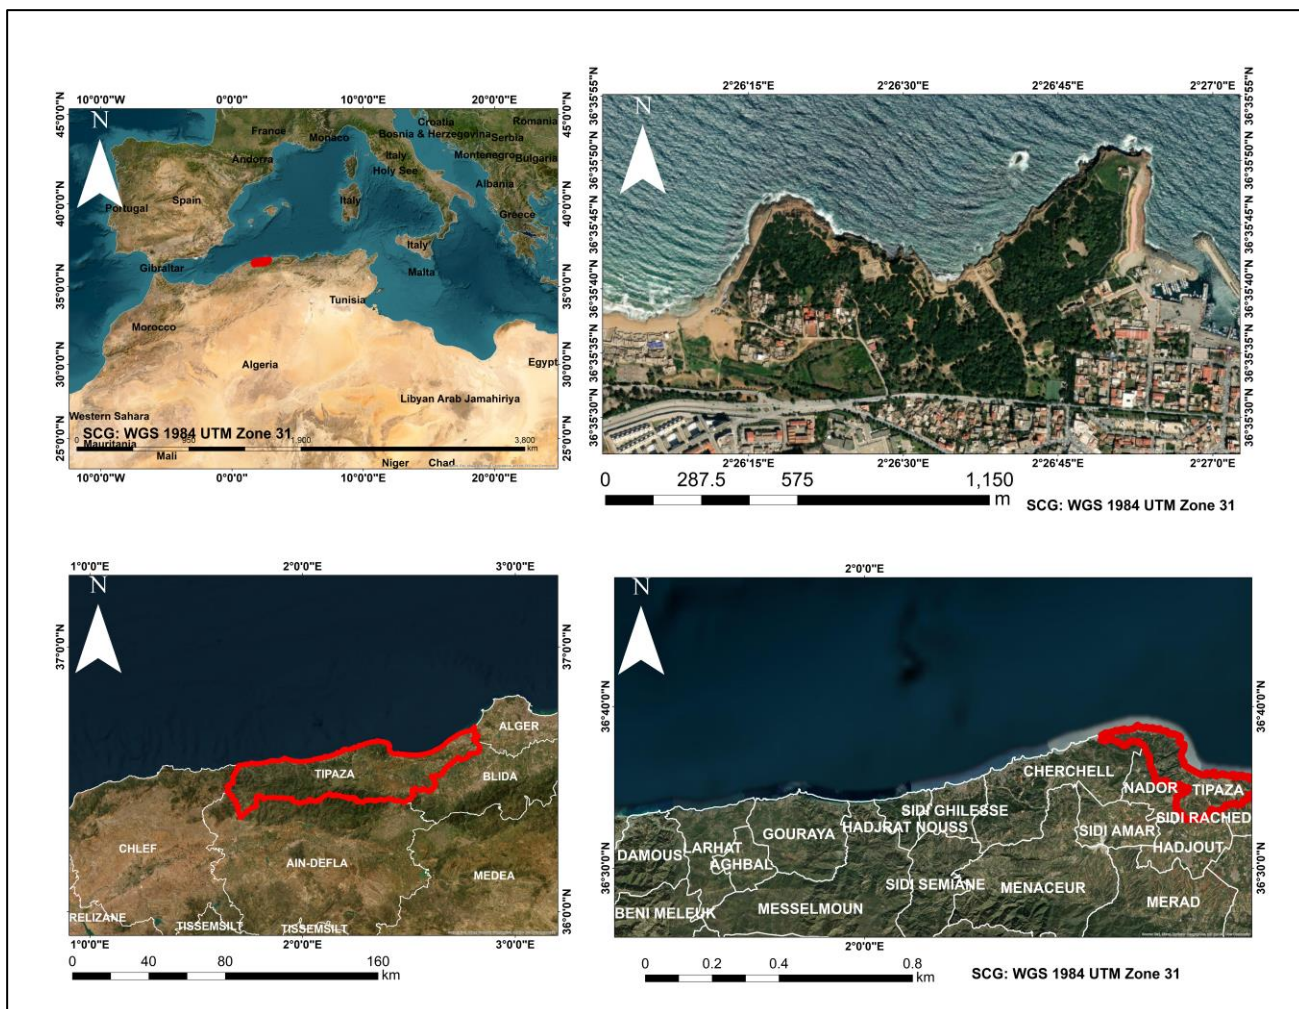 10°0'0"W 0°0'0" 10°0'0"E 20°0'0"E
45°0'0"N 40°0'0"N 35°0'0"N 30°0'0"N 25°0'0"N
45°0'0"N 40°0'0"N 35°0'0"N 30°0'0"N 25°0'0"N
N
France
Monaco
Croatia
Romania
Bosnia & Herzegovina
Serbia
Andorra
Italy
Montenegro
Bulgaria
Holy See
Portugal
Spain
Italy
Albania
Greece
Italy
Gibraltar
Malta
Tunisia
Morocco
Algeria
Egypt
Libyan Arab Jamahiriya
Western Sahara
SCG: WGS 1984 UTM Zone 31
0 950 1,900 3,800
km
Mauritania
Mali
Niger
Chad
10°0'0"W 0°0'0" 10°0'0"E 20°0'0"E
2°26'15"E 2°26'30"E 2°26'45"E 2°27'0"E
36°35'55"N 36°35'50"N 36°35'45"N 36°35'40"N 36°35'35"N 36°35'30"N
36°35'55"N 36°35'50"N 36°35'45"N 36°35'40"N 36°35'35"N 36°35'30"N
N
2°26'15"E 2°26'30"E 2°26'45"E 2°27'0"E
0 287.5 575 1,150
m
SCG: WGS 1984 UTM Zone 31
1°0'0"E 2°0'0"E 3°0'0"E
37°0'0"N 36°0'0"N
37°0'0"N
N
ALGER
TIPAZA
BLIDA
CHLEF
AIN-DEFLA
MEDEA
RELIZANE
TISSEMSILT
TISSEMSILT
1°0'0"E 2°0'0"E 3°0'0"E
0 20 40 80 160
km
2°0'0"E
36°40'0"N 36°30'0"N
36°40'0"N 36°30'0"N
N
CHERCHELL
NADOR
TIPAZA
SIDI GHILESSE
GOURAYA
HADJRAT NOUSS
SIDI RACHED
SIDI AMAR
DAMOUS
LARHAT
AGHBAL
HADJOUT
SIDI SEMIANE
MENACEUR
BENI MELEUK
MESSELMOUN
MERAD
2°0'0"E
0 0.2 0.4 0.8
km
SCG: WGS 1984 UTM Zone 31